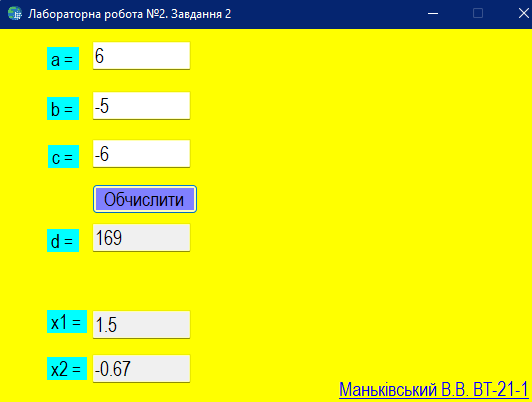 Лабораторна робота №2. Завдання 2
a = 6
b = -5
c = -6
Обчислити
d = 169
x1 = 1.5
x2 = -0.67
Маньківський В.В. ВТ-21-1